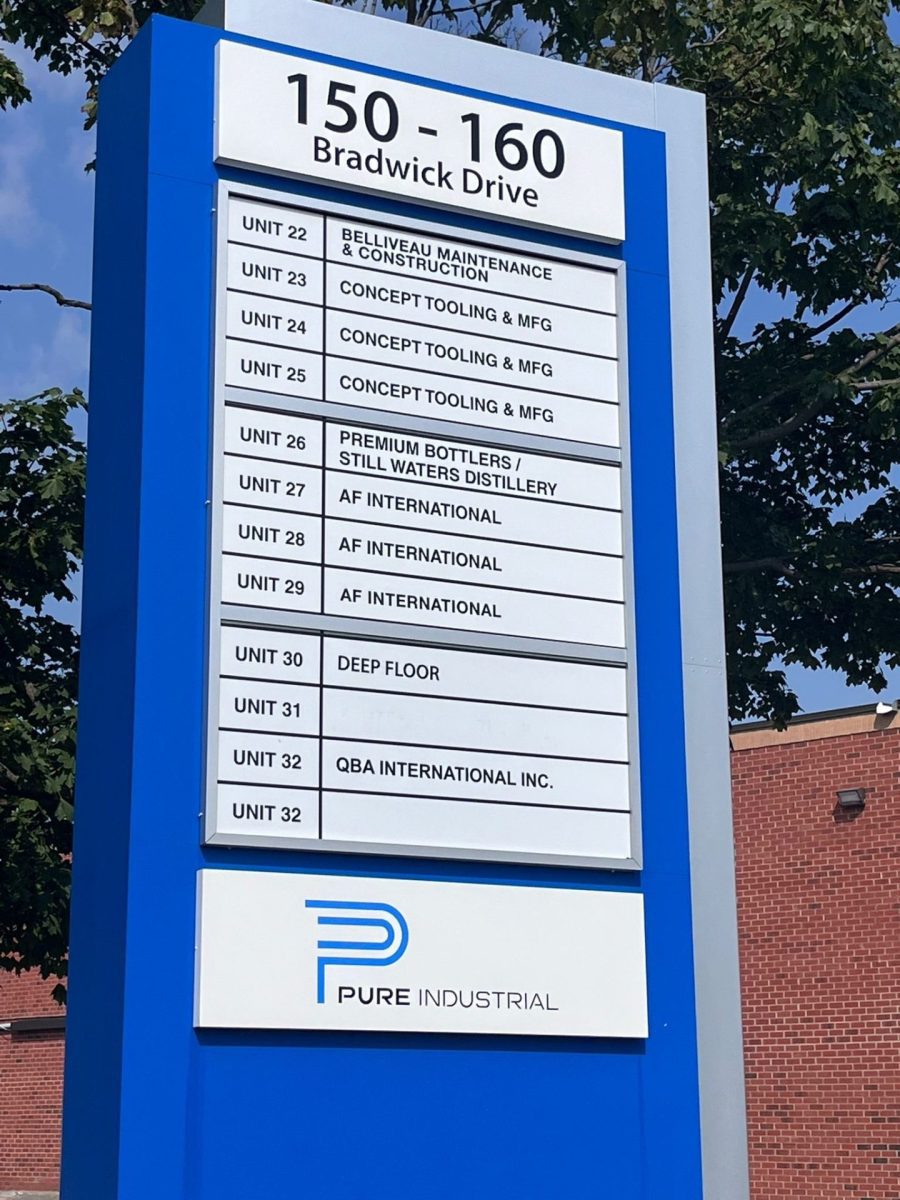 150 - 160
Bradwick Drive
UNIT 22 BELLIVEAU MAINTENANCE
& CONSTRUCTION
UNIT 23 CONCEPT TOOLING & MFG
UNIT 24 CONCEPT TOOLING & MFG
UNIT 25 CONCEPT TOOLING & MFG
UNIT 26 PREMIUM BOTTLERS /
STILL WATERS DISTILLERY
UNIT 27 AF INTERNATIONAL
UNIT 28 AF INTERNATIONAL
UNIT 29 AF INTERNATIONAL
UNIT 30 DEEP FLOOR
UNIT 31
UNIT 32 QBA INTERNATIONAL INC.
UNIT 32
PURE INDUSTRIAL